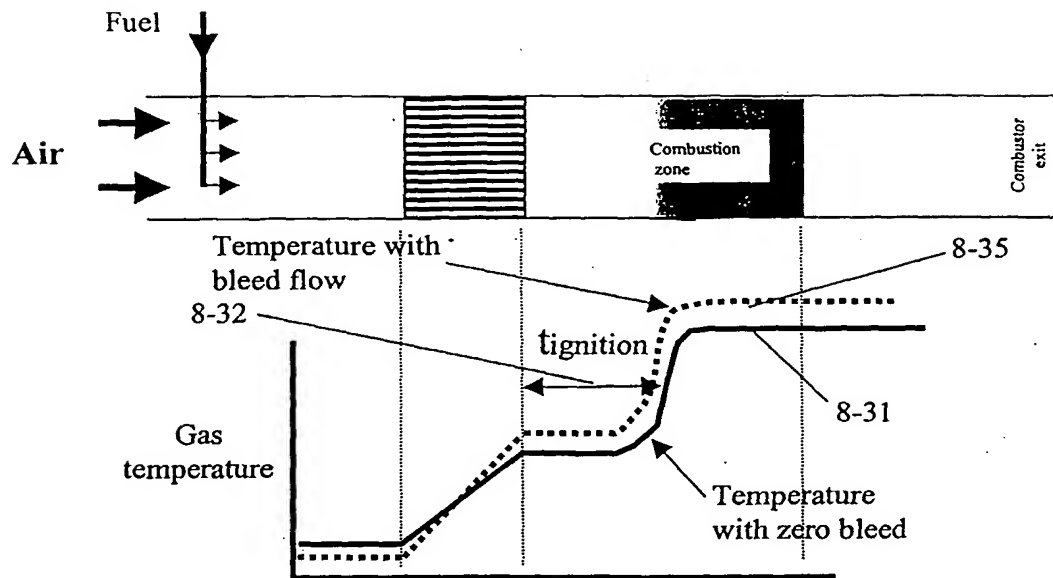 Fuel
Air
Combustion
zone
Combustor
exit
Temperature with
bleed flow
8-35
8-32
tignition
8-31
Gas
temperature
Temperature
with zero bleed